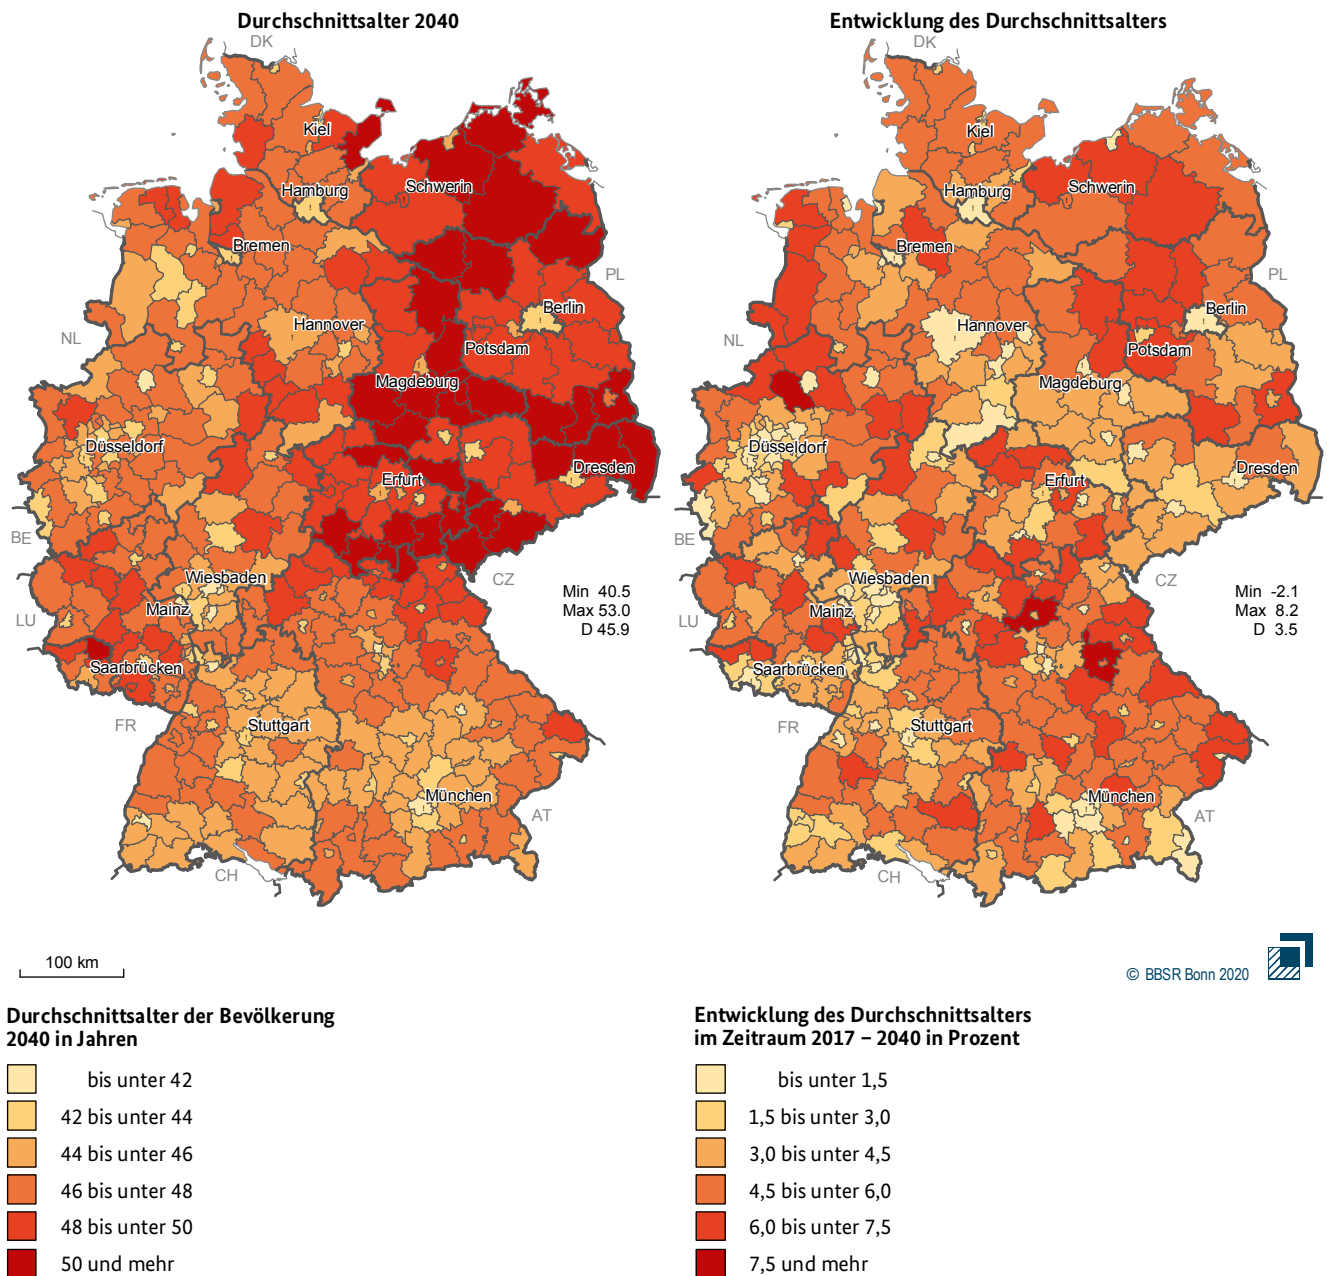 Durchschnittsalter 2040
DK
Kiel
Hamburg
Schwerin
Bremen
PL
Berlin
Hannover
NL
Potsdam
Magdeburg
Düsseldorf
Dresden
Erfurt
BE
Wiesbaden
CZ
Min 40.5
Max 53.0
D 45.9
Mainz
LU
Saarbrücken
FR
Stuttgart
München
AT
CH
100 km
Entwicklung des Durchschnittsalters
DK
Kiel
Hamburg
Schwerin
Bremen
PL
Berlin
Hannover
NL
Potsdam
Magdeburg
Düsseldorf
Dresden
Erfurt
BE
Wiesbaden
CZ
Min -2.1
Max 8.2
D 3.5
Mainz
LU
Saarbrücken
FR
Stuttgart
München
AT
CH
© BBSR Bonn 2020
Durchschnittsalter der Bevölkerung
2040 in Jahren
bis unter 42
42 bis unter 44
44 bis unter 46
46 bis unter 48
48 bis unter 50
50 und mehr
Entwicklung des Durchschnittsalters
im Zeitraum 2017 – 2040 in Prozent
bis unter 1,5
1,5 bis unter 3,0
3,0 bis unter 4,5
4,5 bis unter 6,0
6,0 bis unter 7,5
7,5 und mehr